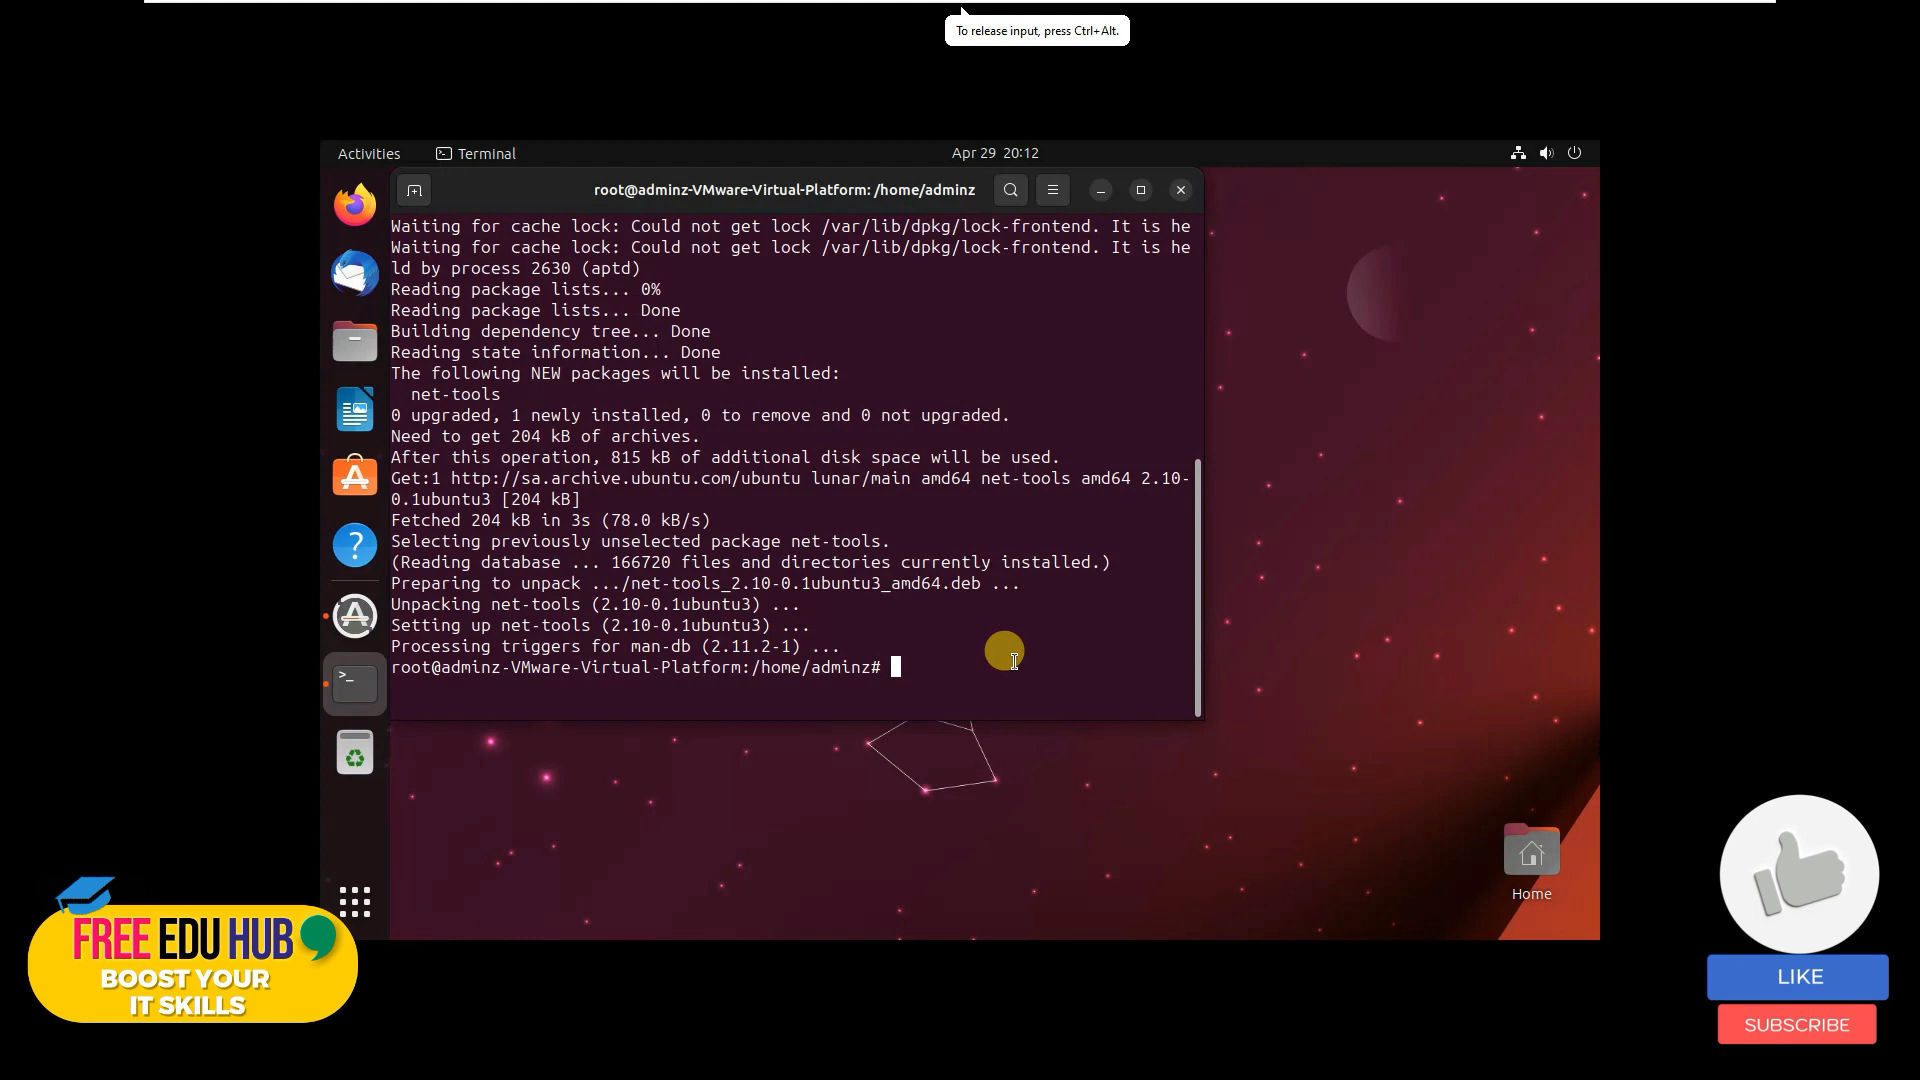 To release input, press Ctrl+Alt.
Activities
Terminal
Apr 29 20:12
root@adminz-VMware-Virtual-Platform: /home/adminz
Waiting for cache lock: Could not get lock /var/lib/dpkg/lock-frontend. It is he
Waiting for cache lock: Could not get lock /var/lib/dpkg/lock-frontend. It is he
ld by process 2630 (aptd)
Reading package lists... 0%
Reading package lists... Done
Building dependency tree... Done
Reading state information... Done
The following NEW packages will be installed:
net-tools
0 upgraded, 1 newly installed, 0 to remove and 0 not upgraded.
Need to get 204 kB of archives.
After this operation, 815 kB of additional disk space will be used.
Get:1 http://sa.archive.ubuntu.com/ubuntu lunar/main amd64 net-tools amd64 2.10-
0.1ubuntu3 [204 kB]
Fetched 204 kB in 3s (78.0 kB/s)
Selecting previously unselected package net-tools.
(Reading database ... 166720 files and directories currently installed.)
Preparing to unpack .../net-tools_2.10-0.1ubuntu3_amd64.deb ...
Unpacking net-tools (2.10-0.1ubuntu3) ...
Setting up net-tools (2.10-0.1ubuntu3) ...
Processing triggers for man-db (2.11.2-1) ...
root@adminz-VMware-Virtual-Platform:/home/adminz#
Home
FREE EDU HUB
BOOST YOUR
IT SKILLS
LIKE
SUBSCRIBE